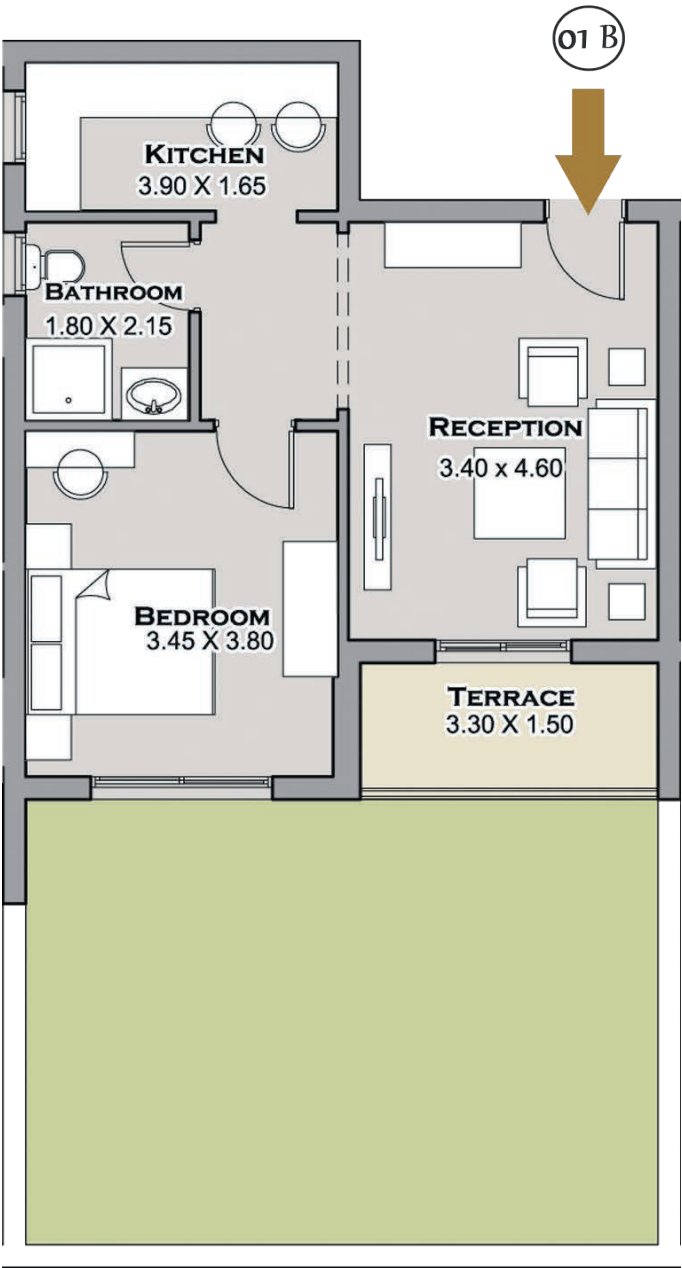 01 B
KITCHEN
3.90 X 1.65
BATHROOM
1.80 X 2.15
RECEPTION
3.40 x 4.60
BEDROOM
3.45 X 3.80
TERRACE
3.30 X 1.50